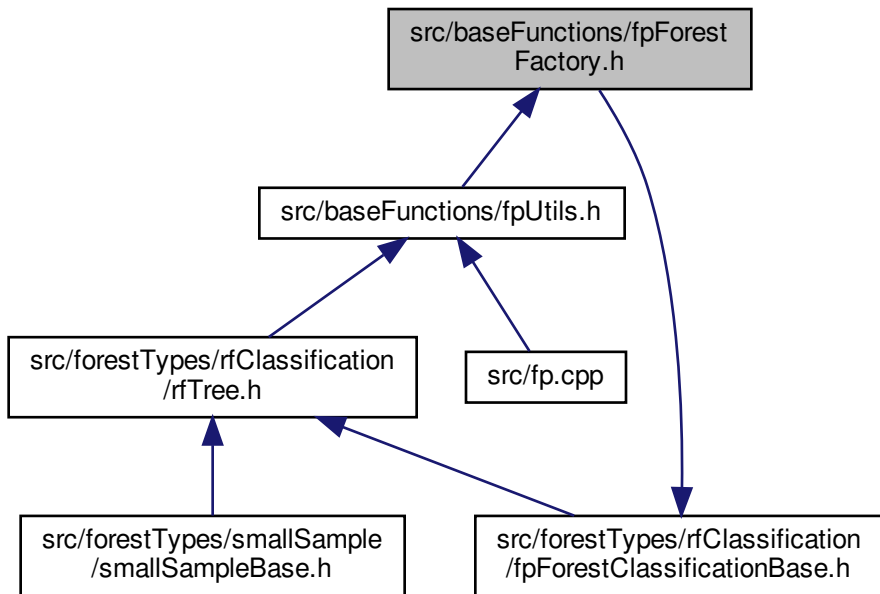 src/baseFunctions/fpForest
Factory.h
src/baseFunctions/fpUtils.h
src/forestTypes/rfClassification
/rfTree.h
src/fp.cpp
src/forestTypes/smallSample
/smallSampleBase.h
src/forestTypes/rfClassification
/fpForestClassificationBase.h